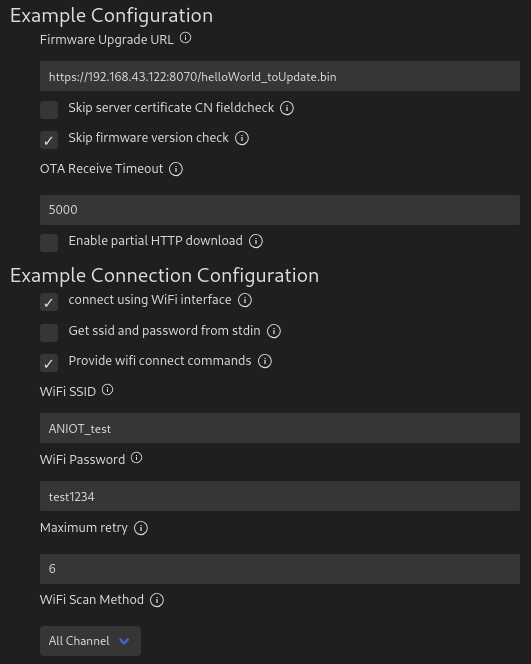 Example Configuration
Firmware Upgrade URL
https://192.168.43.122:8070/helloWorld_toUpdate.bin
Skip server certificate CN fieldcheck
Skip firmware version check
OTA Receive Timeout
5000
Enable partial HTTP download
Example Connection Configuration
connect using WiFi interface
Get ssid and password from stdin
Provide wifi connect commands
WiFi SSID
ANIOT_test
WiFi Password
test1234
Maximum retry
6
WiFi Scan Method
All Channel